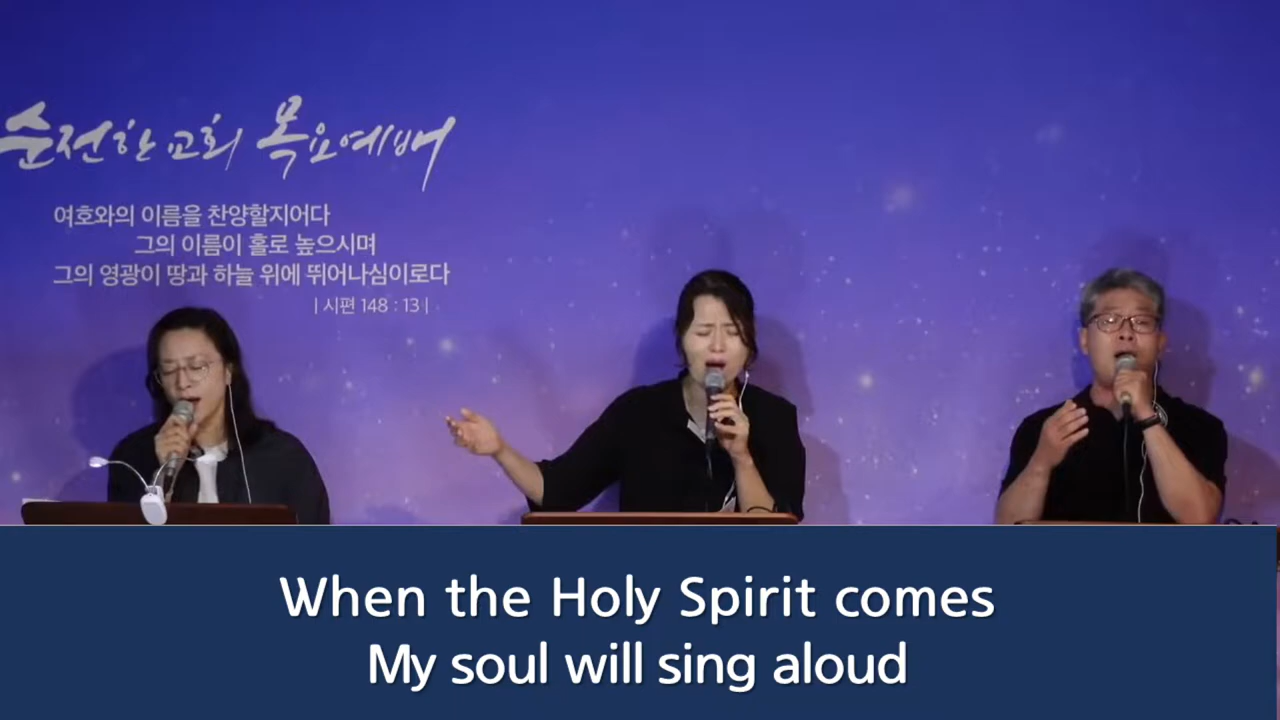 순전한 교회 목요예배
여호와의 이름을 찬양할지어다
그의 이름이 홀로 높으시며
그의 영광이 땅과 하늘 위에 뛰어나심이로다
| 시편 148 : 13 |
When the Holy Spirit comes
My soul will sing aloud